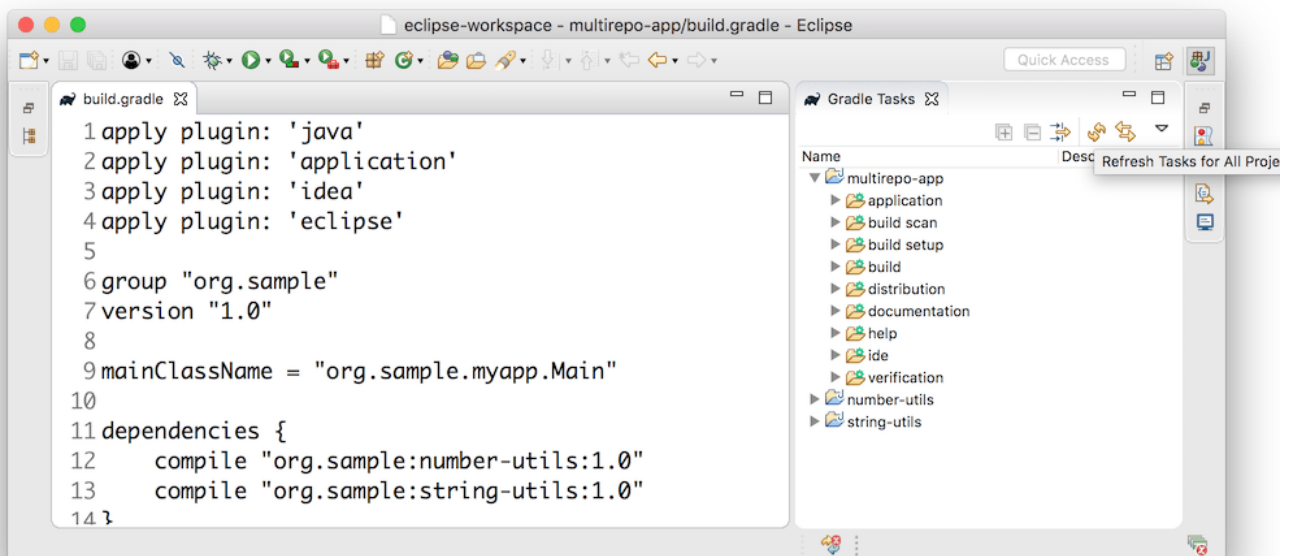 eclipse-workspace - multirepo-app/build.gradle - Eclipse
Quick Access
build.gradle
1 apply plugin: 'java'
2 apply plugin: 'application'
3 apply plugin: 'idea'
4 apply plugin: 'eclipse'
5
6 group "org.sample"
7 version "1.0"
8
9 mainClassName = "org.sample.myapp.Main"
10
11 dependencies {
12 compile "org.sample:number-utils:1.0"
13 compile "org.sample:string-utils:1.0"
14 }
Gradle Tasks
Name Desc
Refresh Tasks for All Proje
multirepo-app
application
build scan
build setup
build
distribution
documentation
help
ide
verification
number-utils
string-utils